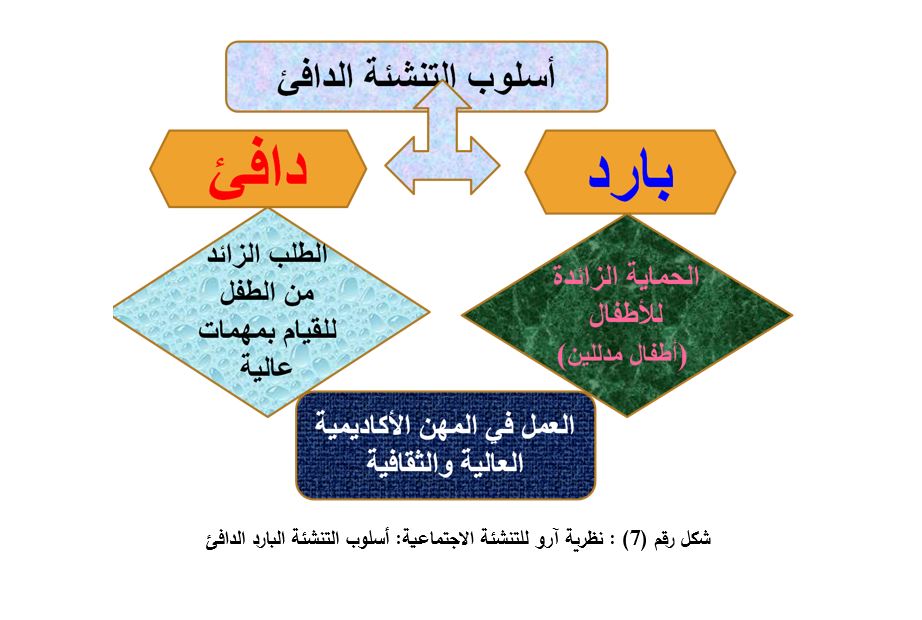 أسلوب التنشئة الدافئ
بارد
دافئ
الحماية الزائدة
للأطفال
(أطفال مدللين)
الطلب الزائد
من الطفل
للقيام بمهمات
عالية
العمل في المهن الأكاديمية
العالية والثقافية
شكل رقم (7) : نظرية آرو للتنشئة الاجتماعية: أسلوب التنشئة البارد الدافئ